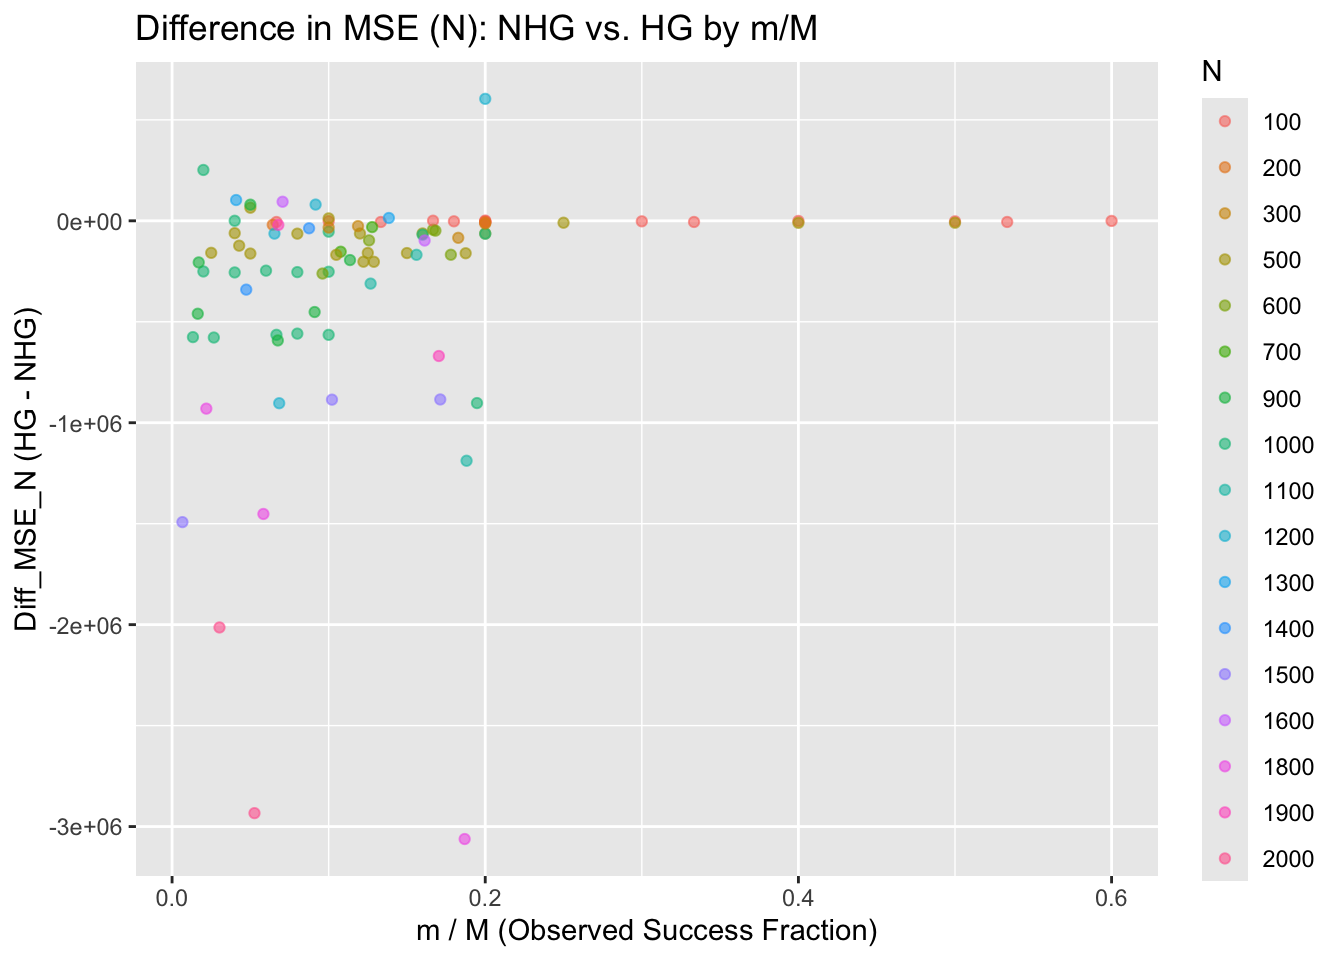 Difference in MSE (N): NHG vs. HG by m/M
Diff_MSE_N (HG - NHG)
0e+00
-1e+06
-2e+06
-3e+06
0.0
0.2
0.4
0.6
m / M (Observed Success Fraction)
N
100
200
300
500
600
700
900
1000
1100
1200
1300
1400
1500
1600
1800
1900
2000